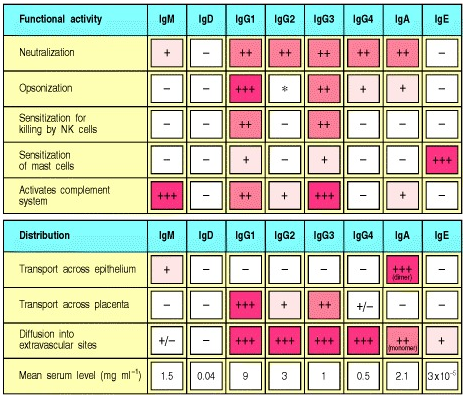 Functional activity IgM IgD IgG1 IgG2 IgG3 IgG4 IgA IgE
Neutralization + – ++ ++ ++ ++ ++ –
Opsonization – – +++ * ++ + + –
Sensitization for
killing by NK cells – – ++ – ++ – – –
Sensitization
of mast cells – – + – + – – +++
Activates complement
system +++ – ++ + +++ – + –
Distribution IgM IgD IgG1 IgG2 IgG3 IgG4 IgA IgE
Transport across epithelium + – – – – – +++ (dimer) –
Transport across placenta – – +++ + ++ +/– – –
Diffusion into
extravascular sites +/– – +++ +++ +++ +++ ++ (monomer) +
Mean serum level (mg ml⁻¹) 1.5 0.04 9 3 1 0.5 2.1 3x10⁻⁵